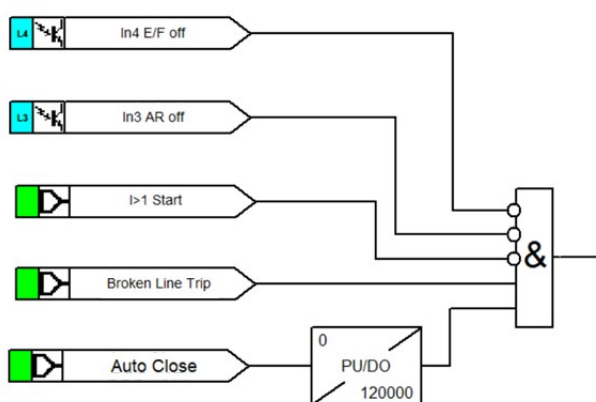 L4 In4 E/F off
L3 In3 AR off
I>1 Start
&
Broken Line Trip
Auto Close
0
PU/DO
120000